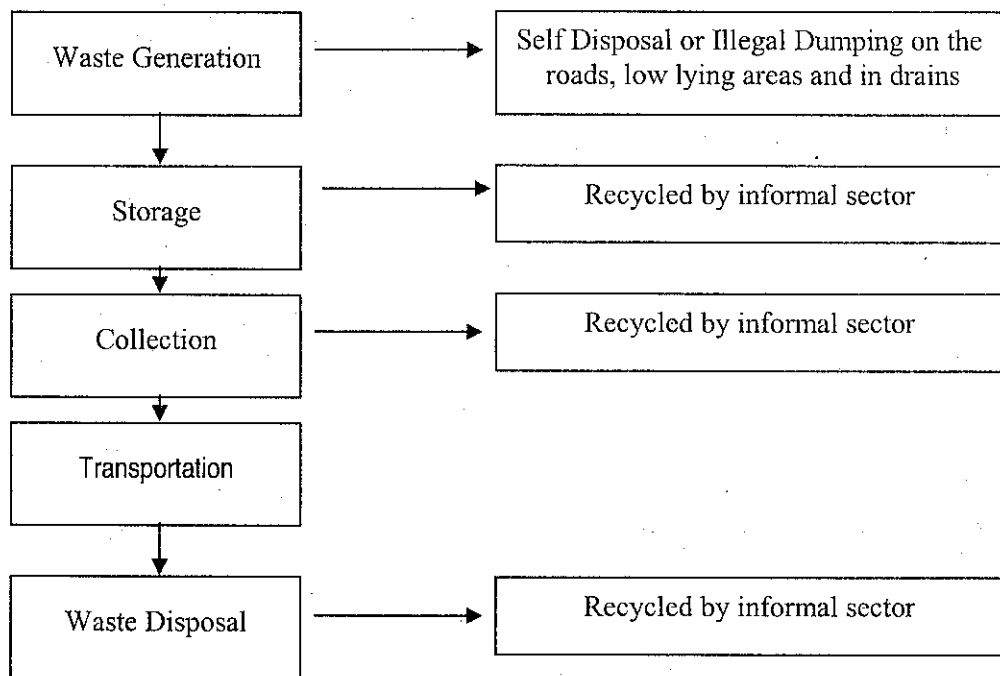 Waste Generation
Self Disposal or Illegal Dumping on the
roads, low lying areas and in drains
Storage
Recycled by informal sector
Collection
Recycled by informal sector
Transportation
Waste Disposal
Recycled by informal sector